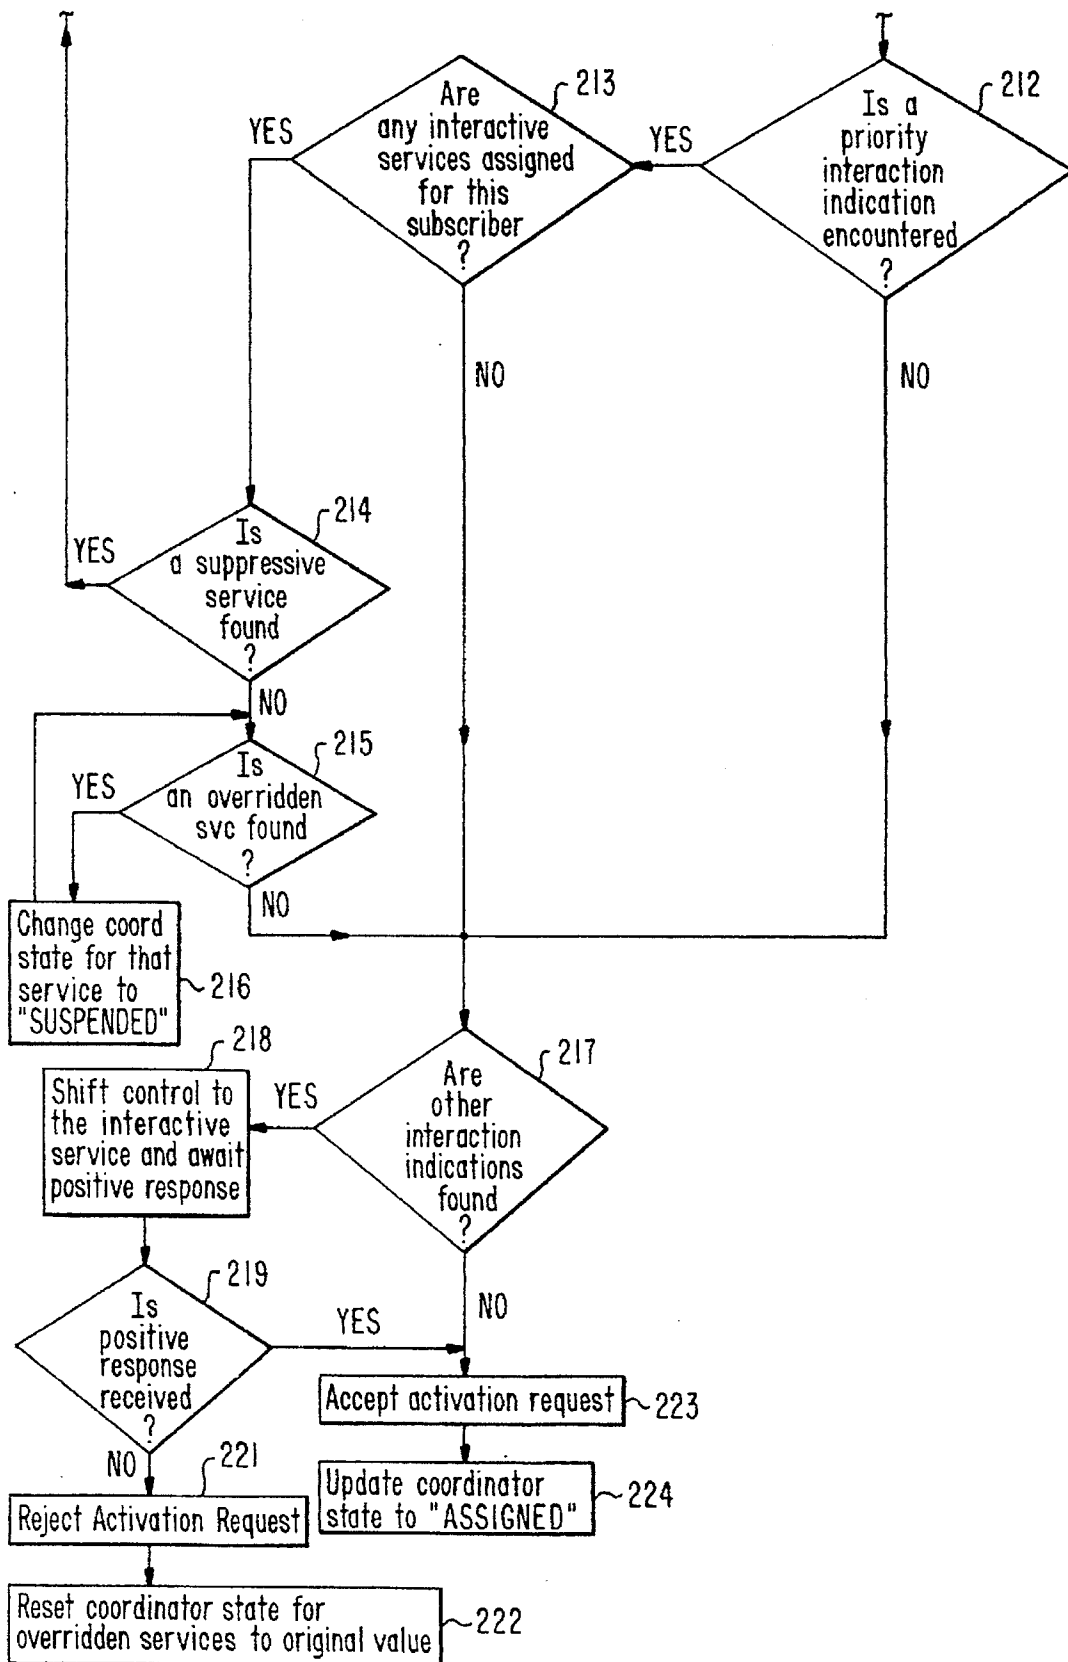 Are
any interactive
services assigned
for this
subscriber
?
213
YES
NO
Is a
priority
interaction
indication
encountered
?
212
YES
NO
Is
a suppressive
service
found
?
214
YES
NO
Is
an overridden
svc found
?
215
YES
NO
Change coord
state for that
service to
"SUSPENDED"
216
Are
other
interaction
indications
found
?
217
YES
NO
218
Shift control to
the interactive
service and await
positive response
Is
positive
response
received
?
219
YES
NO
221
Reject Activation Request
Reset coordinator state for
overridden services to original value
222
Accept activation request
223
Update coordinator
state to "ASSIGNED"
224